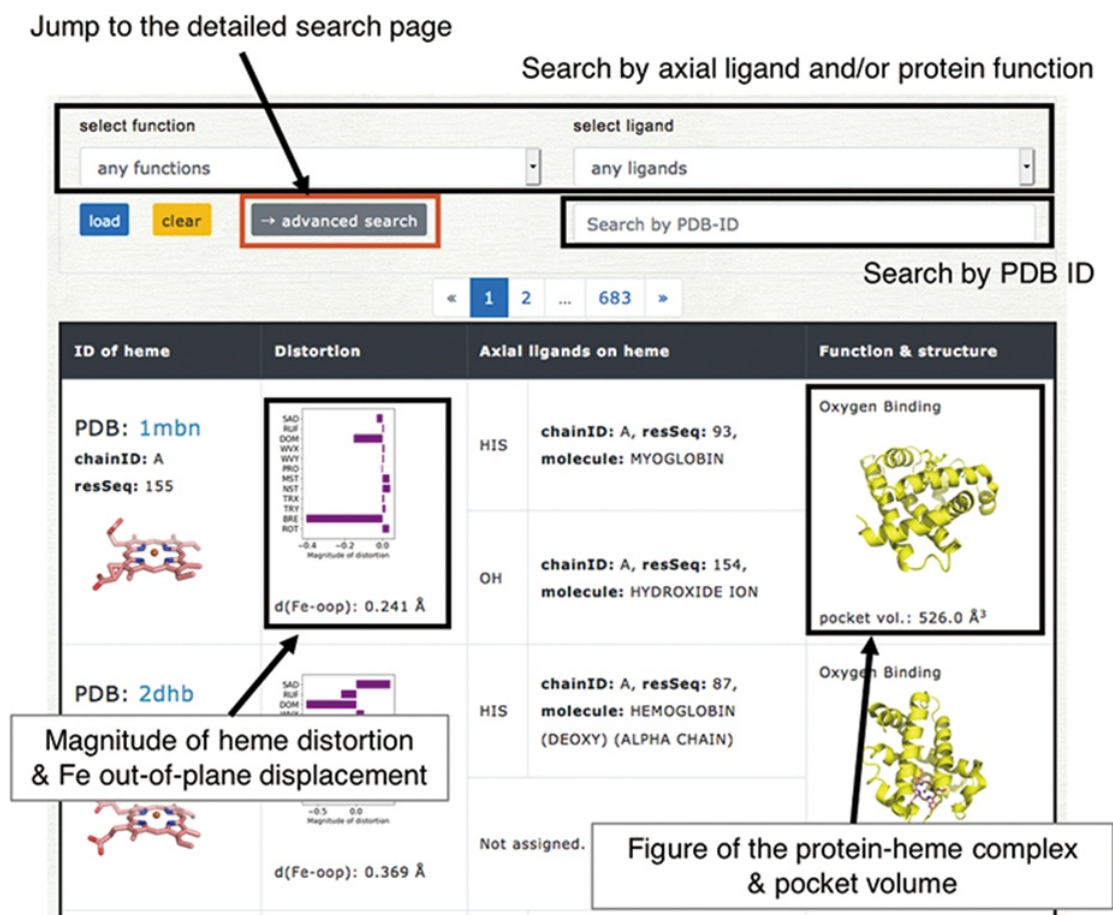 Jump to the detailed search page
Search by axial ligand and/or protein function
select function
select ligand
any functions
any ligands
load
clear
→ advanced search
Search by PDB-ID
Search by PDB ID
« 1 2 ... 683 »
ID of heme
Distortion
Axial ligands on heme
Function & structure
PDB: 1mbn
chainID: A
resSeq: 155
SAD
RUF
DOM
WVX
WVY
PRO
MST
NST
TRX
TRY
BRE
ROT
−0.4 −0.2 0.0
Magnitude of distortion
d(Fe-oop): 0.241 Å
HIS
chainID: A, resSeq: 93,
molecule: MYOGLOBIN
OH
chainID: A, resSeq: 154,
molecule: HYDROXIDE ION
Oxygen Binding
pocket vol.: 526.0 Å³
PDB: 2dhb
SAD
RUF
DOM
−0.5 0.0
Magnitude of distortion
d(Fe-oop): 0.369 Å
HIS
chainID: A, resSeq: 87,
molecule: HEMOGLOBIN
(DEOXY) (ALPHA CHAIN)
Not assigned.
Oxygen Binding
Magnitude of heme distortion
& Fe out-of-plane displacement
Figure of the protein-heme complex
& pocket volume